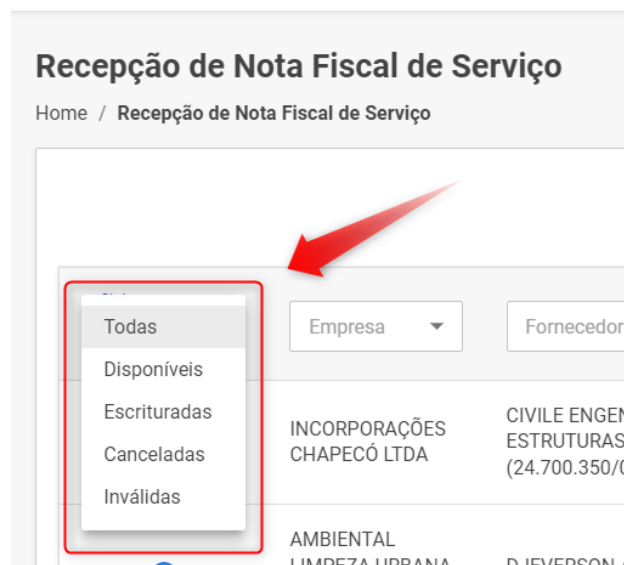 Recepção de Nota Fiscal de Serviço
Home / Recepção de Nota Fiscal de Serviço
Todas
Empresa
Fornecedor
Disponíveis
Escrituradas
Canceladas
Inválidas
INCORPORAÇÕES
CHAPECÓ LTDA
CIVILE ENGEN
ESTRUTURAS
(24.700.350/0
AMBIENTAL
LIMPEZA URBANA